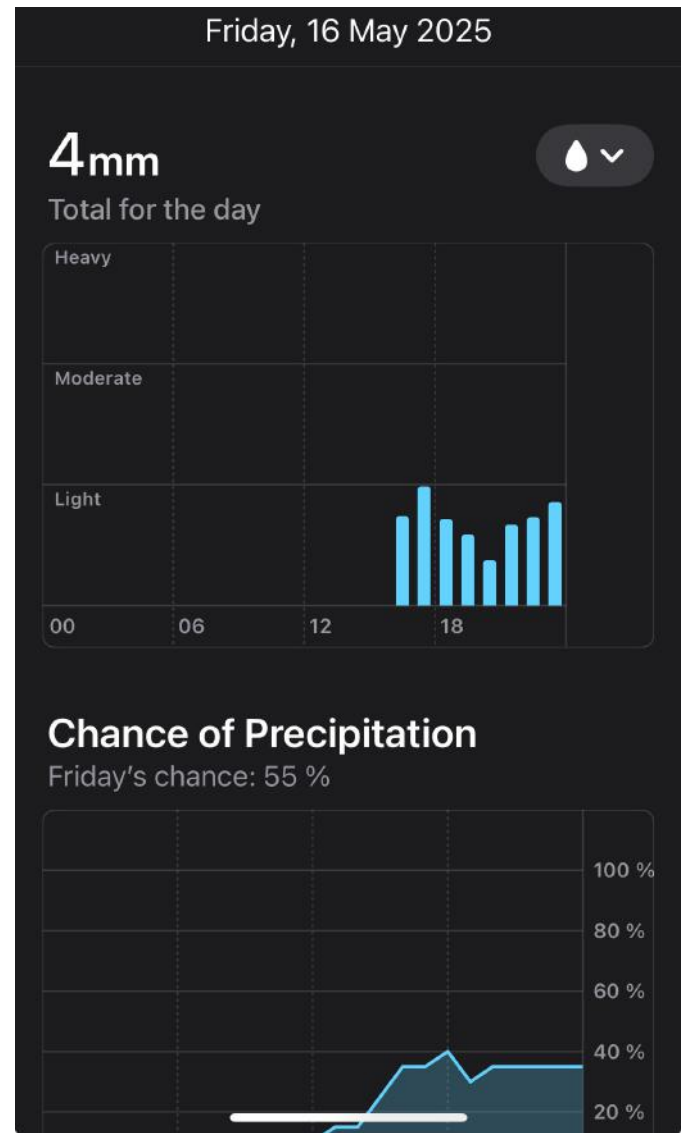 Friday, 16 May 2025
4mm
Total for the day
Heavy
Moderate
Light
00 06 12 18
Chance of Precipitation
Friday's chance: 55 %
100 %
80 %
60 %
40 %
20 %